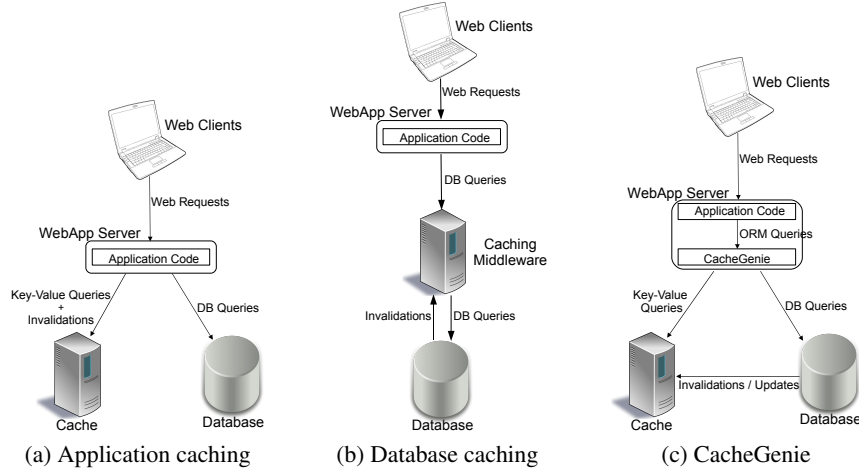 Web Clients
Web Requests
WebApp Server
Application Code
Key-Value Queries
+
Invalidations
DB Queries
Cache
Database
(a) Application caching
Web Clients
Web Requests
WebApp Server
Application Code
DB Queries
Caching
Middleware
Invalidations
DB Queries
Database
(b) Database caching
Web Clients
Web Requests
WebApp Server
Application Code
ORM Queries
CacheGenie
Key-Value
Queries
DB Queries
Invalidations / Updates
Cache
Database
(c) CacheGenie